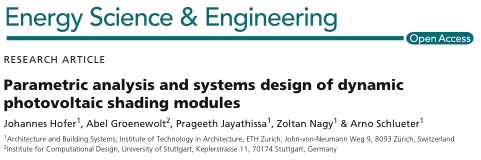 Energy Science & Engineering
Open Access
RESEARCH ARTICLE
Parametric analysis and systems design of dynamic
photovoltaic shading modules
Johannes Hofer1, Abel Groenewolt2, Prageeth Jayathissa1, Zoltan Nagy1 & Arno Schlueter1
1Architecture and Building Systems, Institute of Technology in Architecture, ETH Zurich, John-von-Neumann Weg 9, 8093 Zürich, Switzerland
2Institute for Computational Design, University of Stuttgart, Keplerstrasse 11, 70174 Stuttgart, Germany